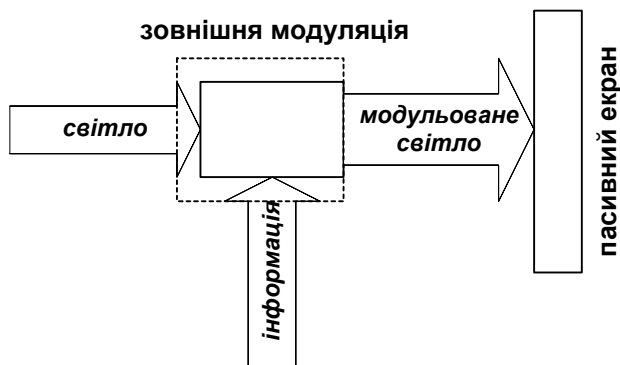 зовнішня модуляція
світло
модульоване
світло
інформація
пасивний екран